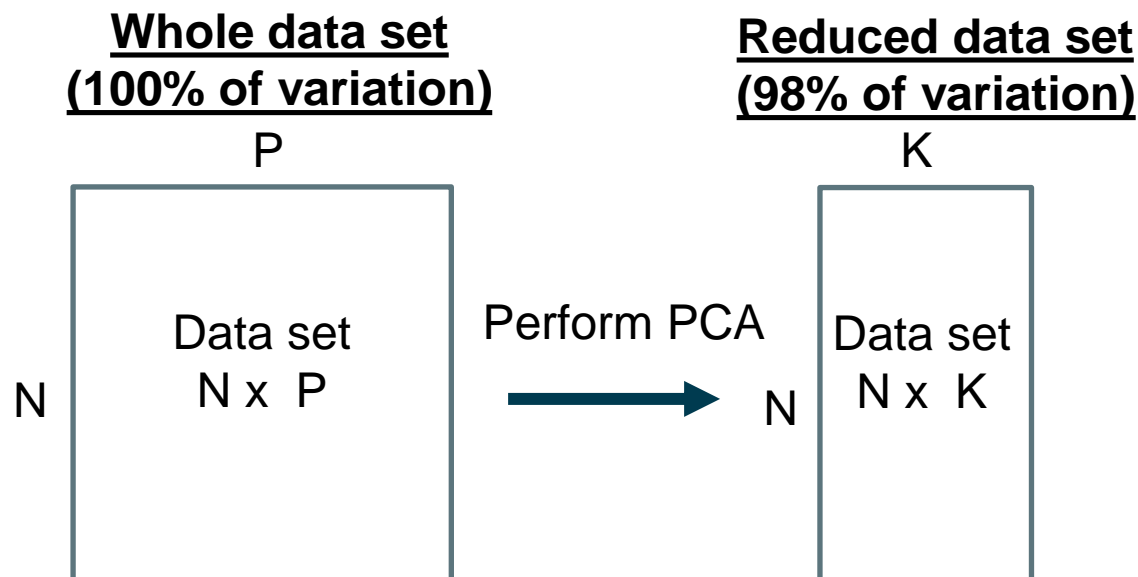 Whole data set
(100% of variation)
P
N
Data set
N x P
Perform PCA
Reduced data set
(98% of variation)
K
N
Data set
N x K